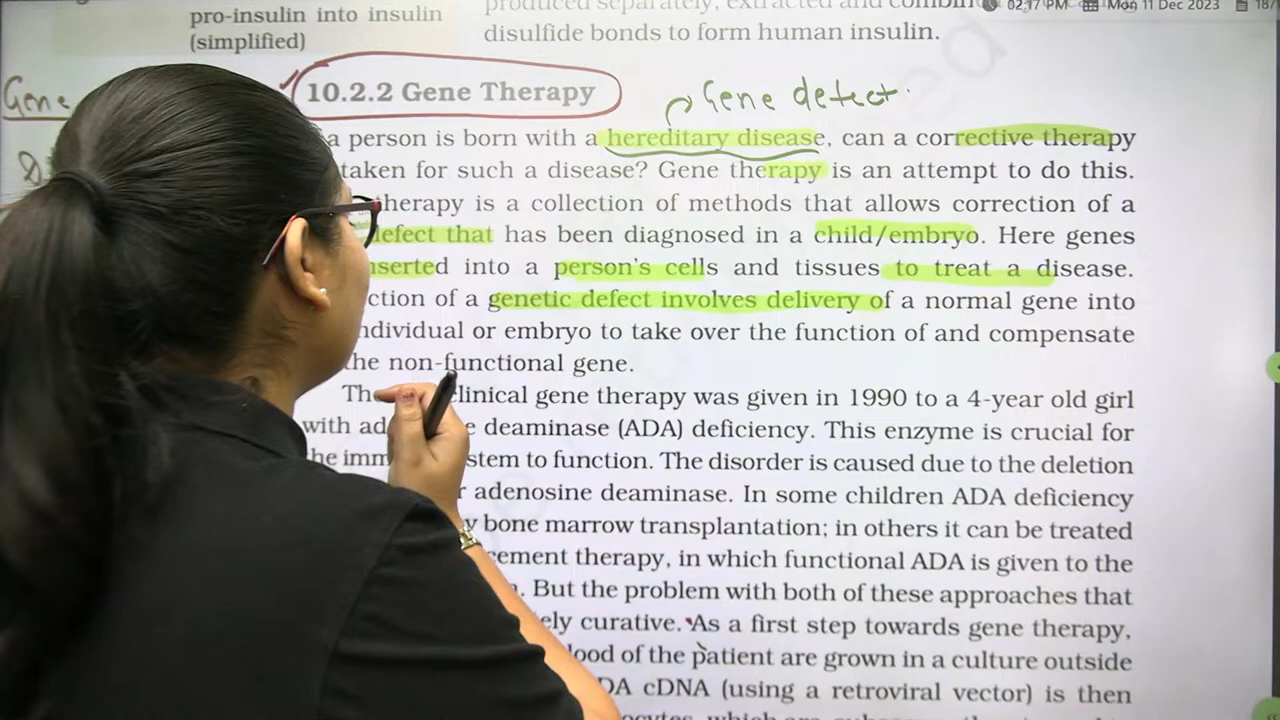 pro-insulin into insulin
(simplified)
produced separately, extracted and combin
disulfide bonds to form human insulin.
02:17 PM Mon 11 Dec 2023 18/
Gene
10.2.2 Gene Therapy
Gene defect.
a person is born with a hereditary disease, can a corrective therapy
taken for such a disease? Gene therapy is an attempt to do this.
herapy is a collection of methods that allows correction of a
defect that has been diagnosed in a child/embryo. Here genes
nserted into a person's cells and tissues to treat a disease.
ction of a genetic defect involves delivery of a normal gene into
ndividual or embryo to take over the function of and compensate
the non-functional gene.
Th clinical gene therapy was given in 1990 to a 4-year old girl
with ad e deaminase (ADA) deficiency. This enzyme is crucial for
the imm stem to function. The disorder is caused due to the deletion
r adenosine deaminase. In some children ADA deficiency
y bone marrow transplantation; in others it can be treated
cement therapy, in which functional ADA is given to the
. But the problem with both of these approaches that
ely curative. As a first step towards gene therapy,
lood of the patient are grown in a culture outside
DA cDNA (using a retroviral vector) is then